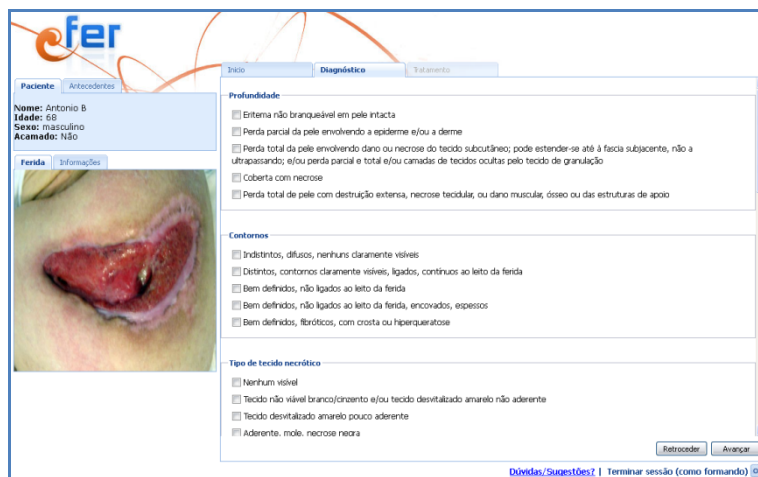 efer
Início Diagnóstico Tratamento
Paciente Antecedentes
Nome: Antonio B
Idade: 68
Sexo: masculino
Acamado: Não
Ferida Informações
Profundidade
Eritema não branqueável em pele intacta
Perda parcial da pele envolvendo a epiderme e/ou a derme
Perda total da pele envolvendo dano ou necrose do tecido subcutâneo; pode estender-se até à fascia subjacente, não a
ultrapassando; e/ou perda parcial e total e/ou camadas de tecidos ocultas pelo tecido de granulação
Coberta com necrose
Perda total de pele com destruição extensa, necrose tecidular, ou dano muscular, ósseo ou das estruturas de apoio
Contornos
Indistintos, difusos, nenhuns claramente visíveis
Distintos, contornos claramente visíveis, ligados, contínuos ao leito da ferida
Bem definidos, não ligados ao leito da ferida
Bem definidos, não ligados ao leito da ferida, encovados, espessos
Bem definidos, fibróticos, com crosta ou hiperqueratose
Tipo de tecido necrótico
Nenhum visível
Tecido não viável branco/cinzento e/ou tecido desvitalizado amarelo não aderente
Tecido desvitalizado amarelo pouco aderente
Aderente, mole, necrose negra
Retroceder Avançar
Dúvidas/Sugestões? | Terminar sessão (como formando)